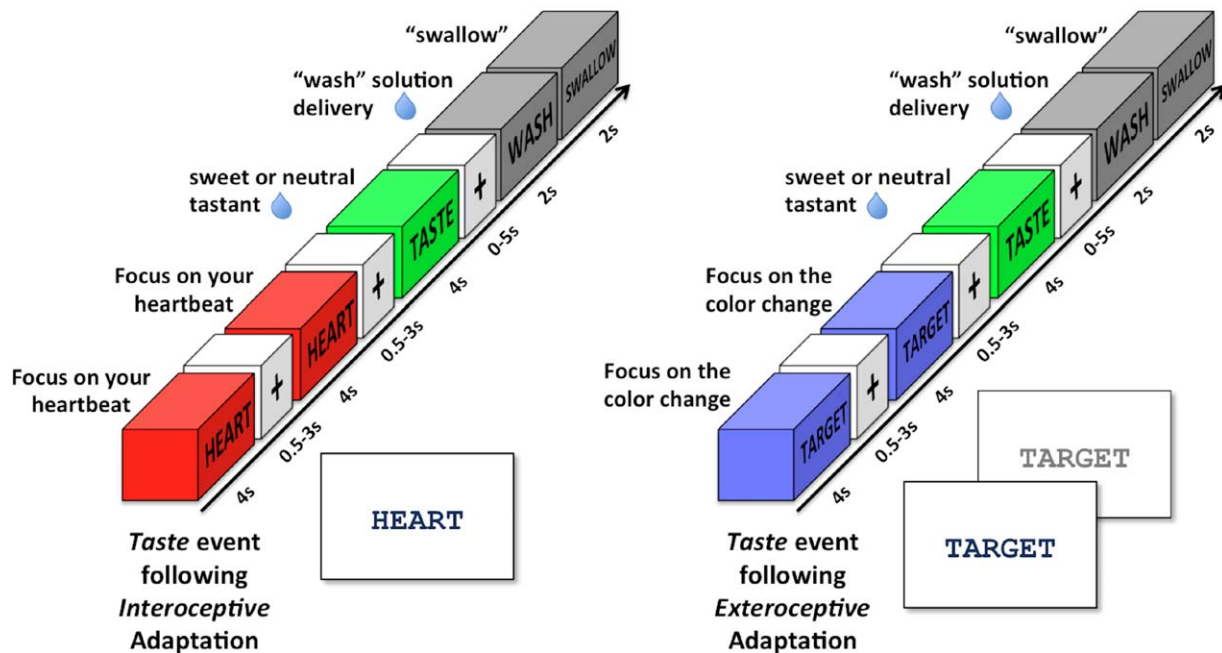 “swallow”
“wash” solution
delivery
sweet or neutral
tastant
Focus on your
heartbeat
Focus on your
heartbeat
HEART
+
HEART
+
TASTE
+
WASH
SWALLOW
4s
0.5-3s
4s
0.5-3s
4s
0-5s
2s
2s
HEART
Taste event
following
Interoceptive
Adaptation
“swallow”
“wash” solution
delivery
sweet or neutral
tastant
Focus on the
color change
Focus on the
color change
TARGET
+
TARGET
+
TASTE
+
WASH
SWALLOW
4s
0.5-3s
4s
0.5-3s
4s
0-5s
2s
2s
TARGET
TARGET
Taste event
following
Exteroceptive
Adaptation